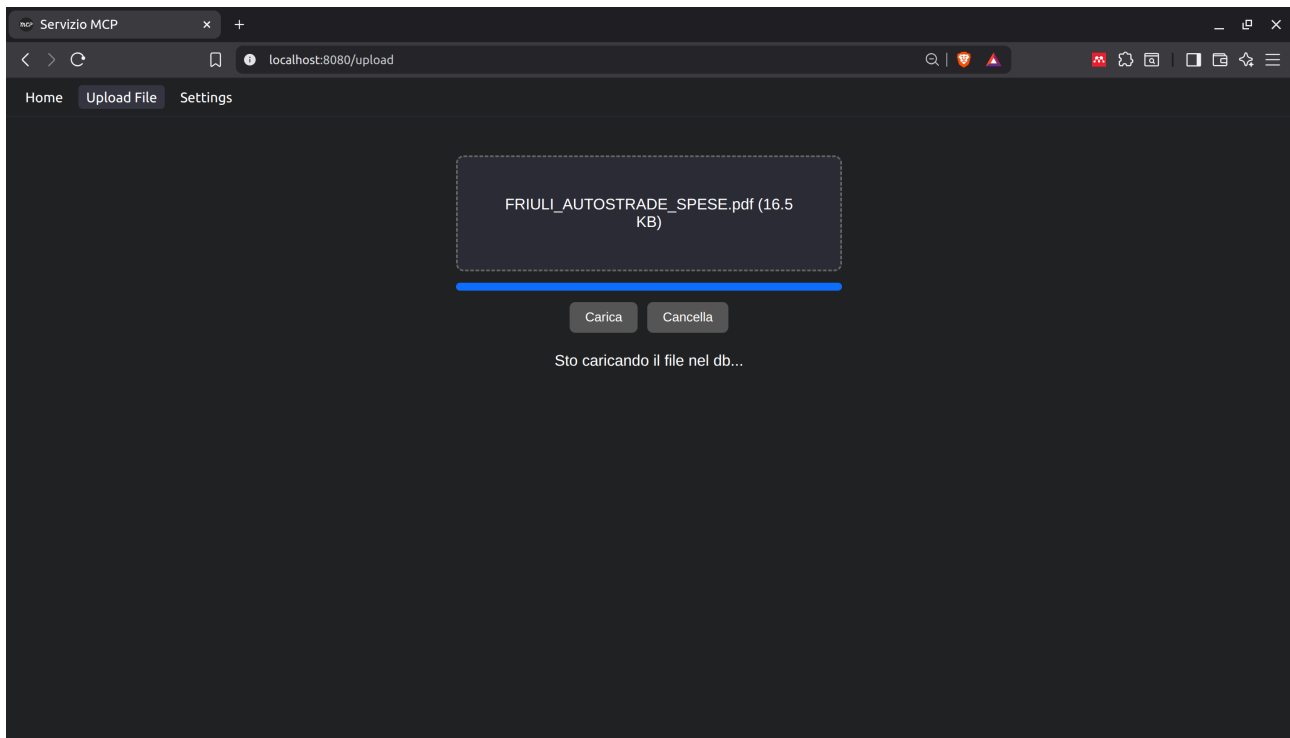 MCP Servizio MCP
localhost:8080/upload
Home Upload File Settings
FRIULI_AUTOSTRADE_SPESE.pdf (16.5
KB)
Carica Cancella
Sto caricando il file nel db...